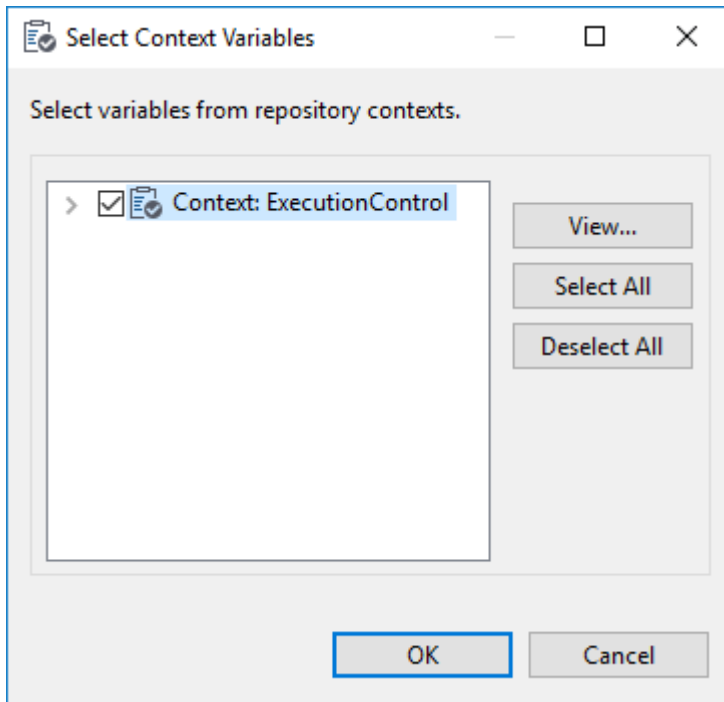 Select Context Variables
Select variables from repository contexts.
Context: ExecutionControl
View...
Select All
Deselect All
OK
Cancel